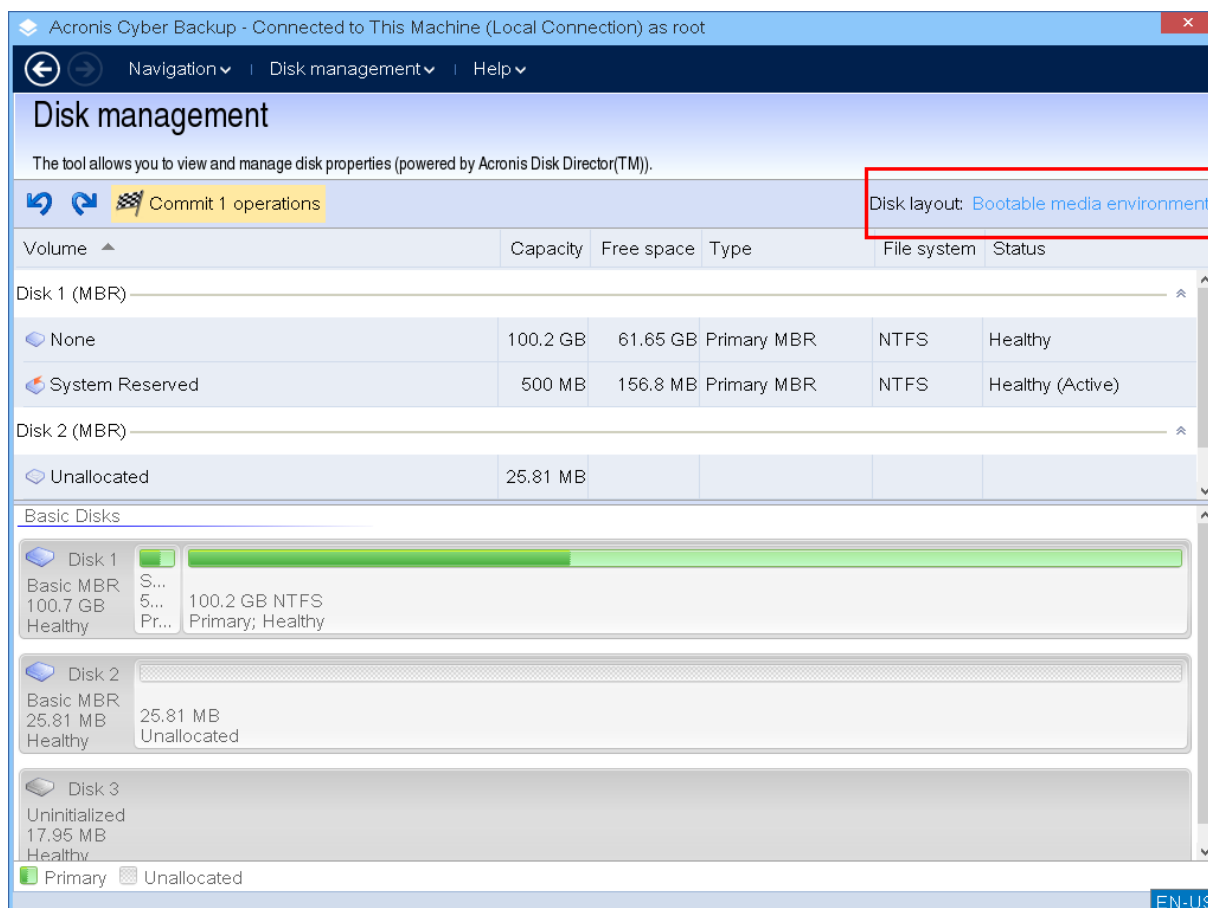 Acronis Cyber Backup - Connected to This Machine (Local Connection) as root
Navigation Disk management Help
Disk management
The tool allows you to view and manage disk properties (powered by Acronis Disk Director(TM)).
Commit 1 operations Disk layout: Bootable media environment
Volume Capacity Free space Type File system Status
Disk 1 (MBR)
None 100.2 GB 61.65 GB Primary MBR NTFS Healthy
System Reserved 500 MB 156.8 MB Primary MBR NTFS Healthy (Active)
Disk 2 (MBR)
Unallocated 25.81 MB
Basic Disks
Disk 1
Basic MBR
100.7 GB
Healthy
S...
5...
Pr...
100.2 GB NTFS
Primary; Healthy
Disk 2
Basic MBR
25.81 MB
Healthy
25.81 MB
Unallocated
Disk 3
Uninitialized
17.95 MB
Healthy
Primary Unallocated
EN-US